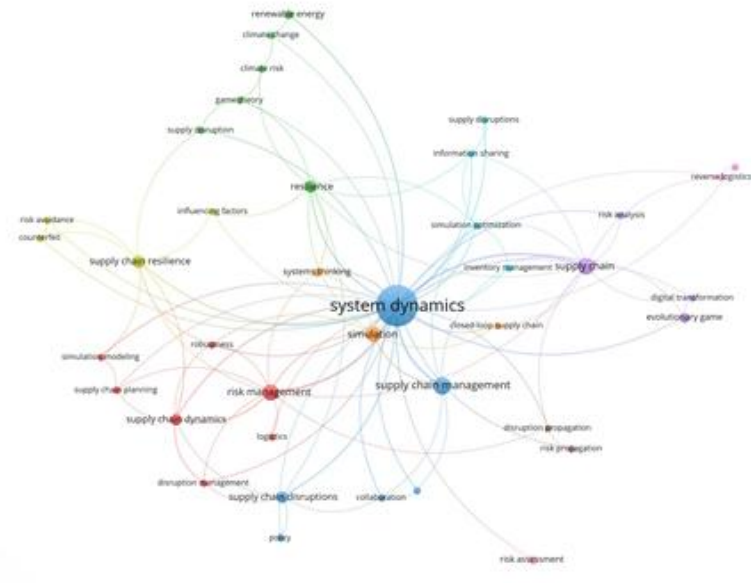 renewable energy
climate change
climate risk
game theory
supply disruption
supply disruptions
information sharing
reverse logistics
resilience
influencing factors
risk analysis
risk avoidance
simulation optimization
counterfeit
supply chain resilience
systems thinking
inventory management
supply chain
digital transformation
system dynamics
evolutionary game
closed-loop supply chain
simulation
robustness
simulation modeling
supply chain planning
risk management
supply chain management
supply chain dynamics
disruption propagation
logistics
risk propagation
disruption management
supply chain disruptions
collaboration
policy
risk assessment